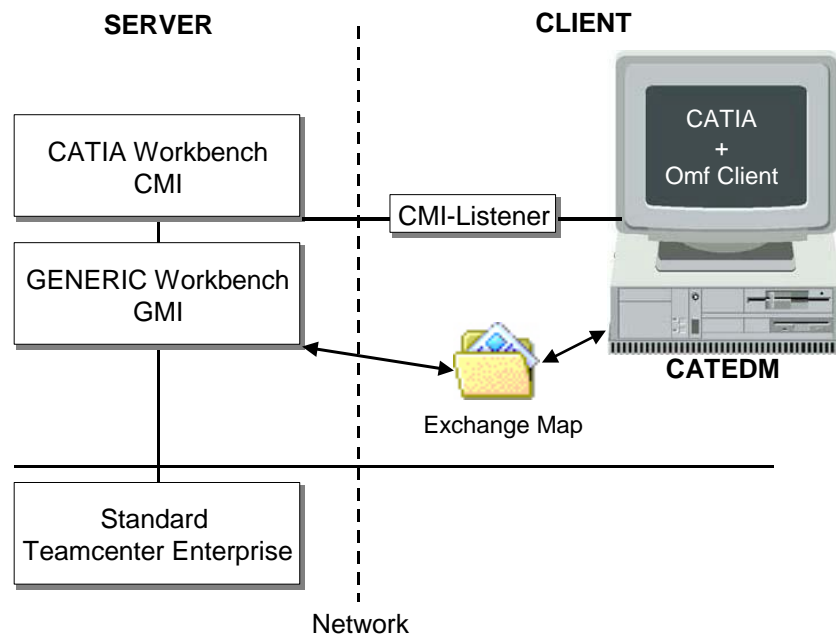 SERVER
CLIENT
CATIA Workbench
CMI
CATIA
+
Omf Client
CMI-Listener
GENERIC Workbench
GMI
CATEDM
Exchange Map
Standard
Teamcenter Enterprise
Network